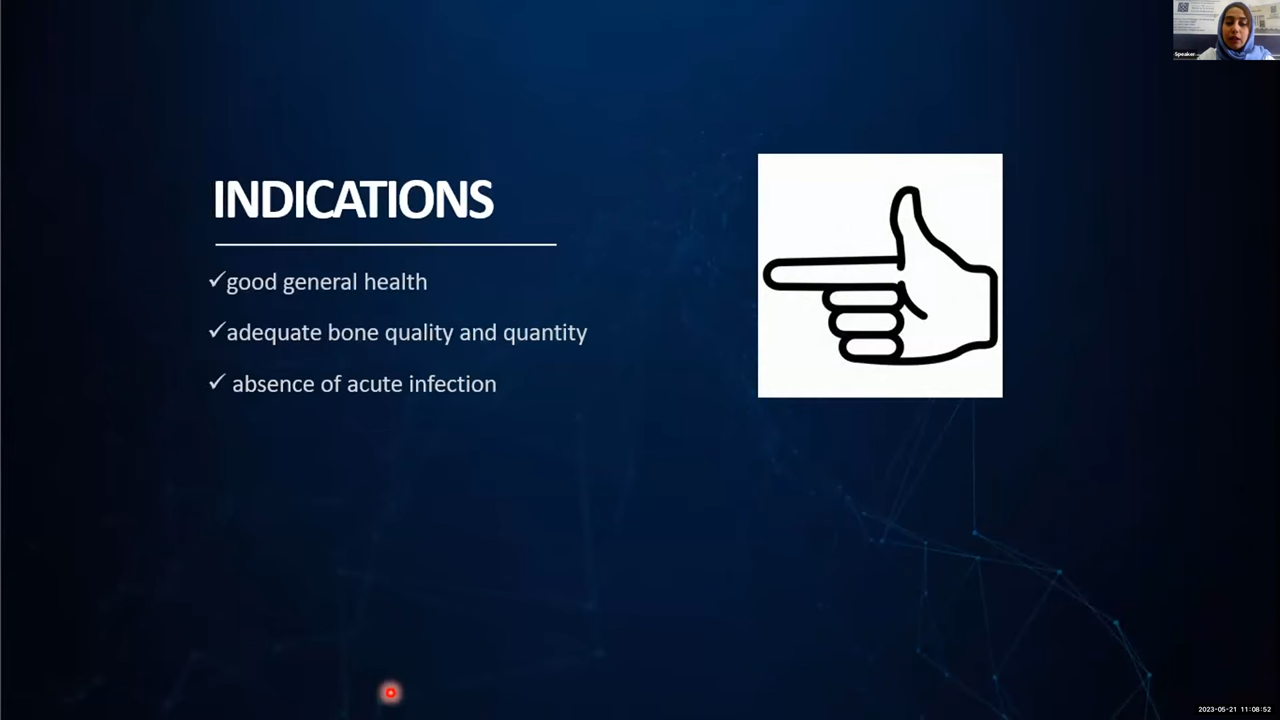 INDICATIONS
✓good general health
✓adequate bone quality and quantity
✓ absence of acute infection
Speaker
2023-05-21 11:08:52